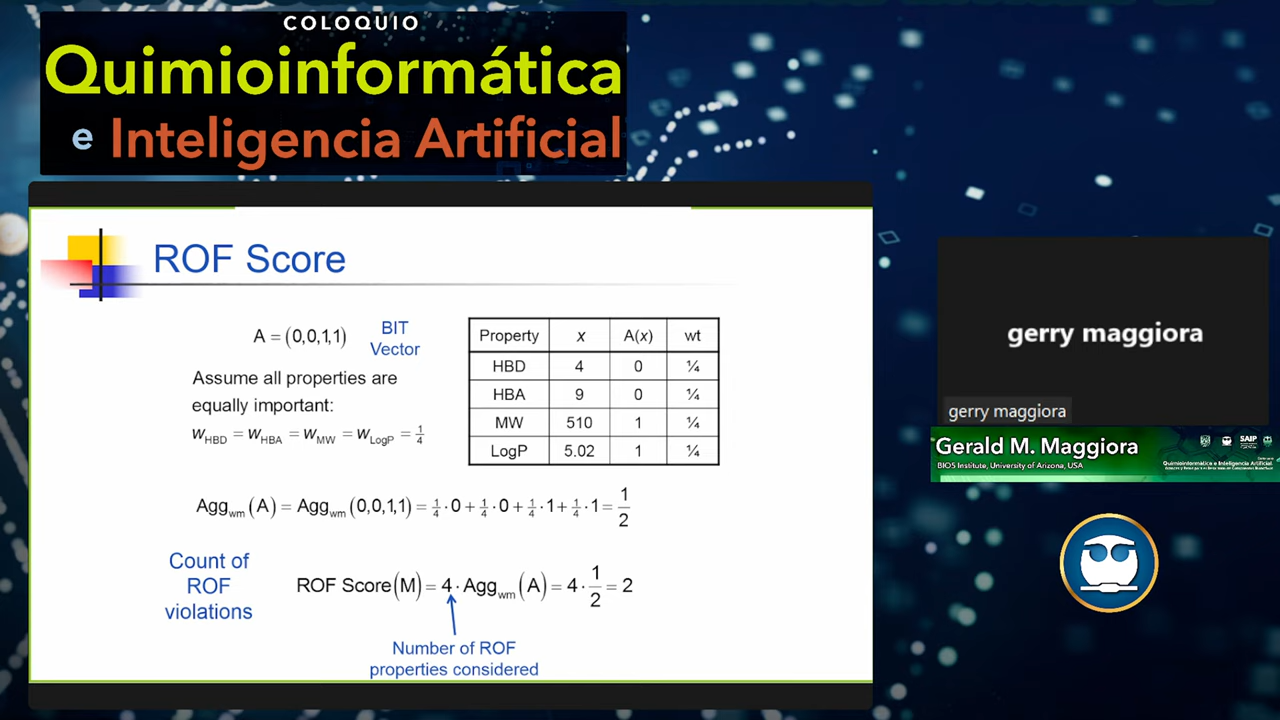 COLOQUIO
Quimioinformática
e Inteligencia Artificial
ROF Score
A = (0,0,1,1)
BIT
Vector
Assume all properties are
equally important:
w_HBD = w_HBA = w_MW = w_LogP = 1/4
Property x A(x) wt
HBD 4 0 ¼
HBA 9 0 ¼
MW 510 1 ¼
LogP 5.02 1 ¼
Agg_wm (A) = Agg_wm (0,0,1,1) = 1/4 · 0 + 1/4 · 0 + 1/4 · 1 + 1/4 · 1 = 1/2
Count of
ROF
violations
ROF Score(M) = 4 · Agg_wm (A) = 4 · 1/2 = 2
Number of ROF
properties considered
gerry maggiora
gerry maggiora
Gerald M. Maggiora
BIOS Institute, University of Arizona, USA
SAIP
Quimioinformática e Inteligencia Artificial